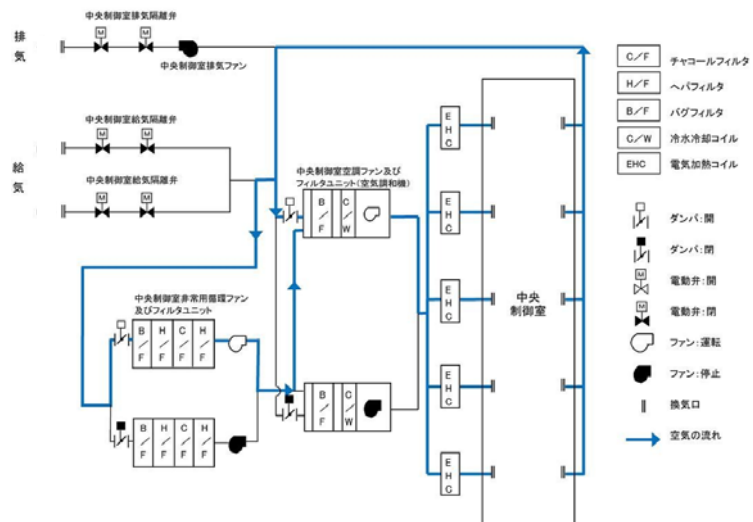 排
気
M
M
中央制御室排気隔離弁
中央制御室排気ファン
給
気
中央制御室給気隔離弁
M
M
中央制御室給気隔離弁
M
M
中央制御室空調ファン及び
フィルタユニット(空気調和機)
B/F
C/W
中央制御室非常用循環ファン
及びフィルタユニット
B/F
H/F
C/F
H/F
B/F
C/W
B/F
H/F
C/F
H/F
EHC
EHC
EHC
EHC
EHC
中央
制御室
C/F チャコールフィルタ
H/F ヘパフィルタ
B/F バグフィルタ
C/W 冷水冷却コイル
EHC 電気加熱コイル
ダンパ:開
ダンパ:閉
M 電動弁:開
M 電動弁:閉
ファン:運転
ファン:停止
換気口
空気の流れ